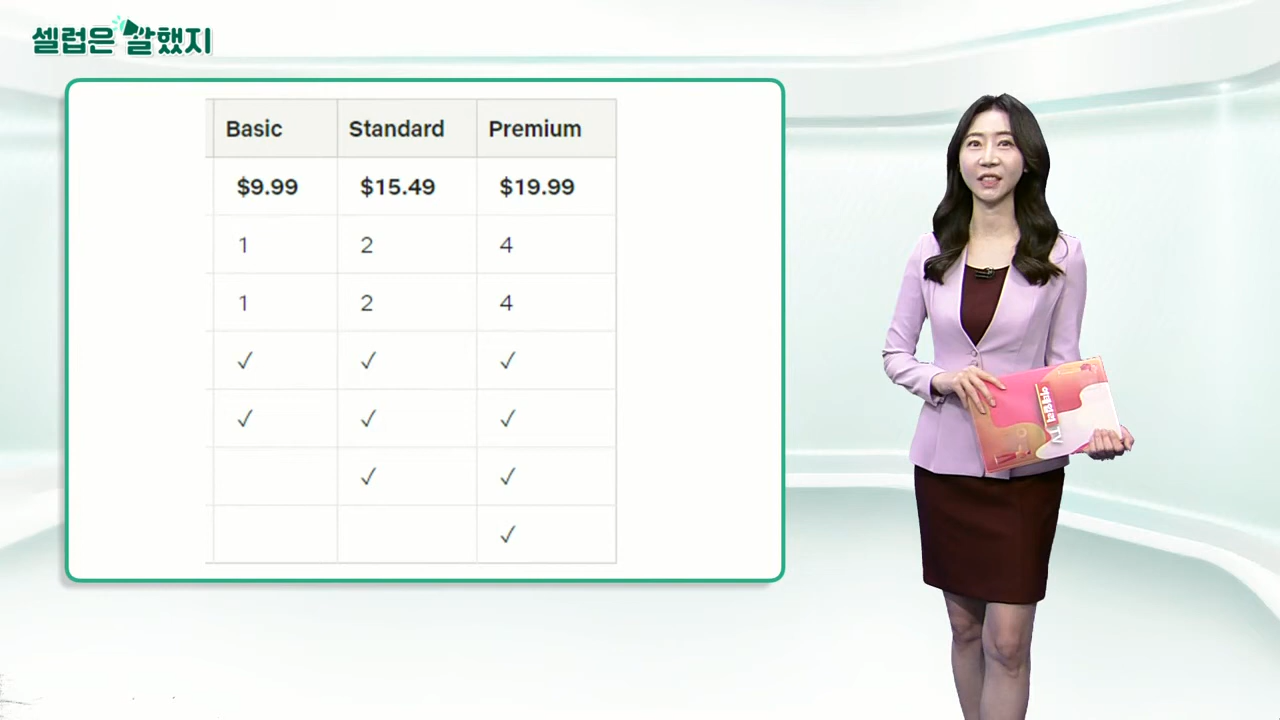 셀럽은 말했지
Basic Standard Premium
$9.99 $15.49 $19.99
1 2 4
1 2 4
✓ ✓ ✓
✓ ✓ ✓
✓ ✓
✓